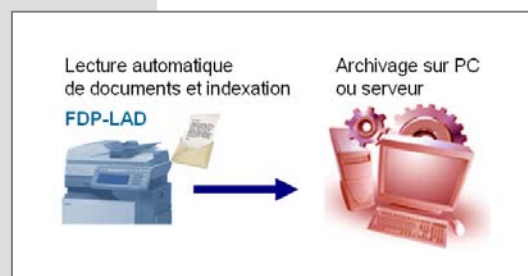 Lecture automatique
de documents et indexation
FDP-LAD
Archivage sur PC
ou serveur